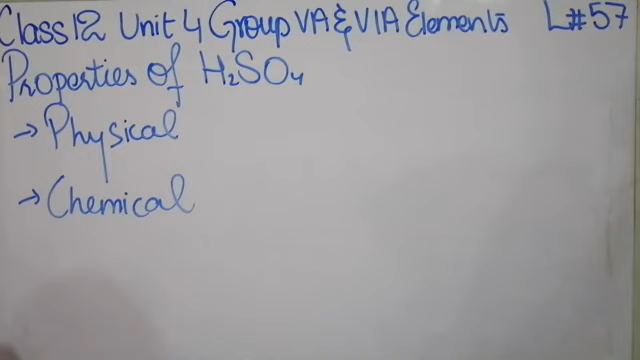 Class 12 Unit 4 Group VA & VIA Elements L#57
Properties of H₂SO₄
→ Physical
→ Chemical